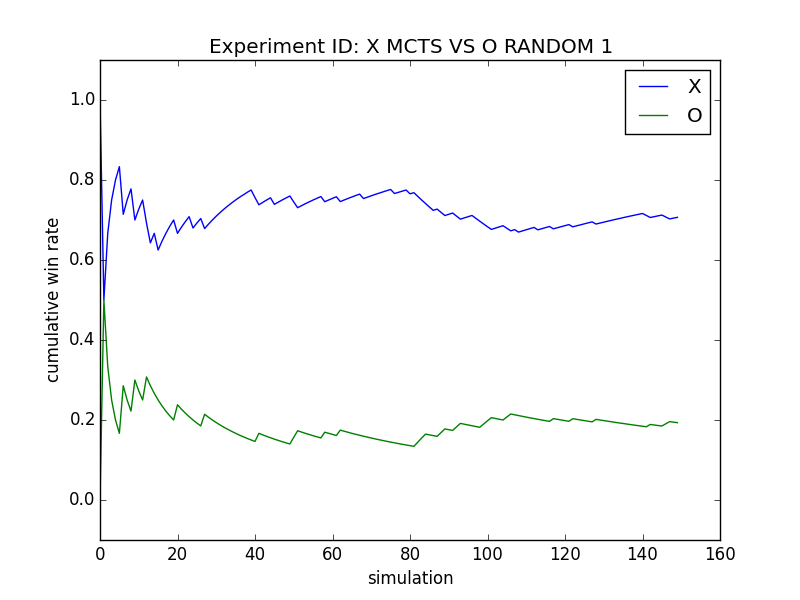 Experiment ID: X MCTS VS O RANDOM 1
X
O
1.0
0.8
0.6
0.4
0.2
0.0
cumulative win rate
0 20 40 60 80 100 120 140 160
simulation